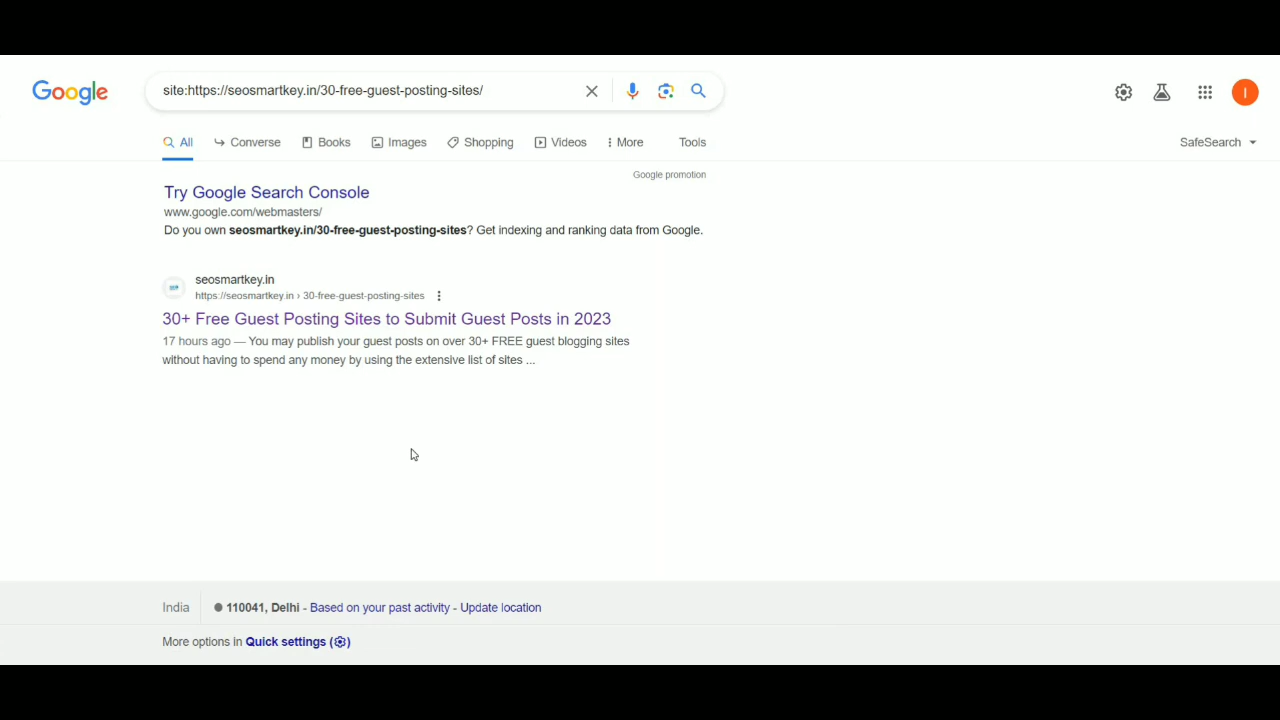 Google
site:https://seosmartkey.in/30-free-guest-posting-sites/
I
All
Converse
Books
Images
Shopping
Videos
More
Tools
SafeSearch
Google promotion
Try Google Search Console
www.google.com/webmasters/
Do you own seosmartkey.in/30-free-guest-posting-sites? Get indexing and ranking data from Google.
seosmartkey.in
https://seosmartkey.in › 30-free-guest-posting-sites
30+ Free Guest Posting Sites to Submit Guest Posts in 2023
17 hours ago — You may publish your guest posts on over 30+ FREE guest blogging sites
without having to spend any money by using the extensive list of sites ...
India
110041, Delhi - Based on your past activity - Update location
More options in Quick settings ( )